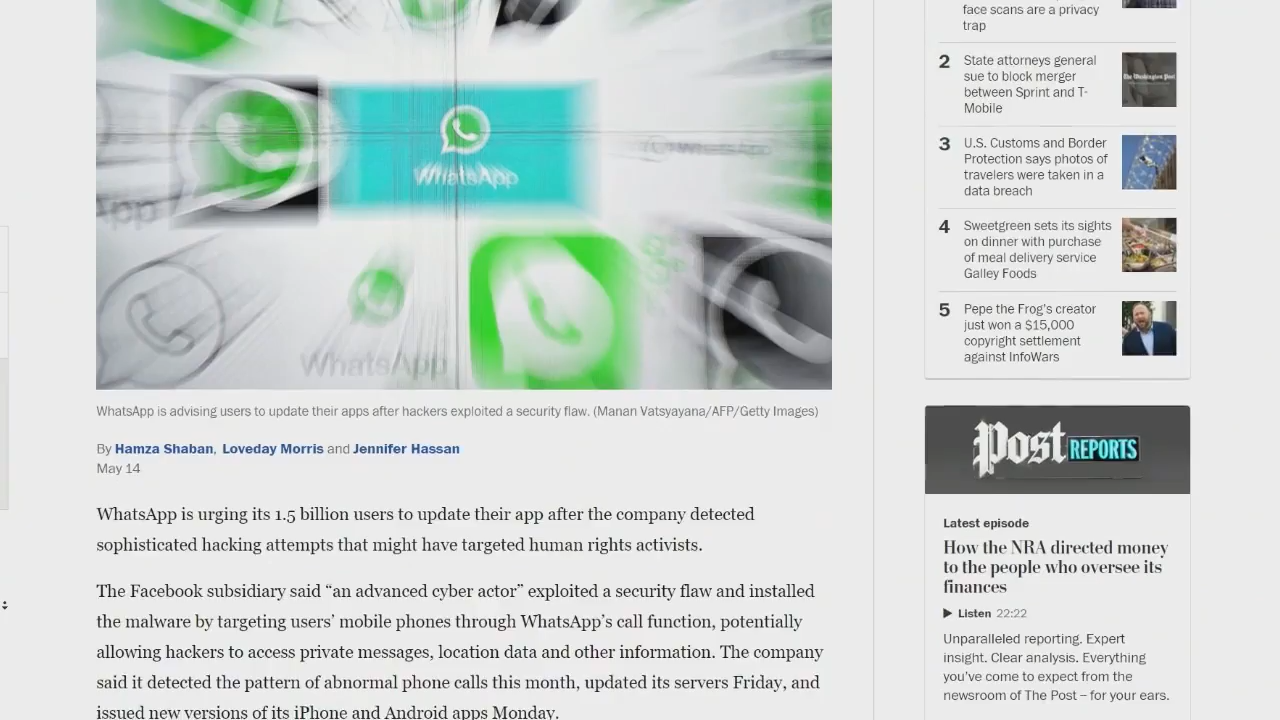 WhatsApp
App
WhatsApp
WhatsApp
WhatsApp is advising users to update their apps after hackers exploited a security flaw. (Manan Vatsyayana/AFP/Getty Images)
By Hamza Shaban, Loveday Morris and Jennifer Hassan
May 14
WhatsApp is urging its 1.5 billion users to update their app after the company detected
sophisticated hacking attempts that might have targeted human rights activists.
The Facebook subsidiary said “an advanced cyber actor” exploited a security flaw and installed
the malware by targeting users’ mobile phones through WhatsApp’s call function, potentially
allowing hackers to access private messages, location data and other information. The company
said it detected the pattern of abnormal phone calls this month, updated its servers Friday, and
issued new versions of its iPhone and Android apps Monday.
face scans are a privacy
trap
2 State attorneys general
sue to block merger
between Sprint and T-
Mobile
The Washington Post
3 U.S. Customs and Border
Protection says photos of
travelers were taken in a
data breach
4 Sweetgreen sets its sights
on dinner with purchase
of meal delivery service
Galley Foods
5 Pepe the Frog's creator
just won a $15,000
copyright settlement
against InfoWars
Post REPORTS
Latest episode
How the NRA directed money
to the people who oversee its
finances
Listen 22:22
Unparalleled reporting. Expert
insight. Clear analysis. Everything
you've come to expect from the
newsroom of The Post – for your ears.